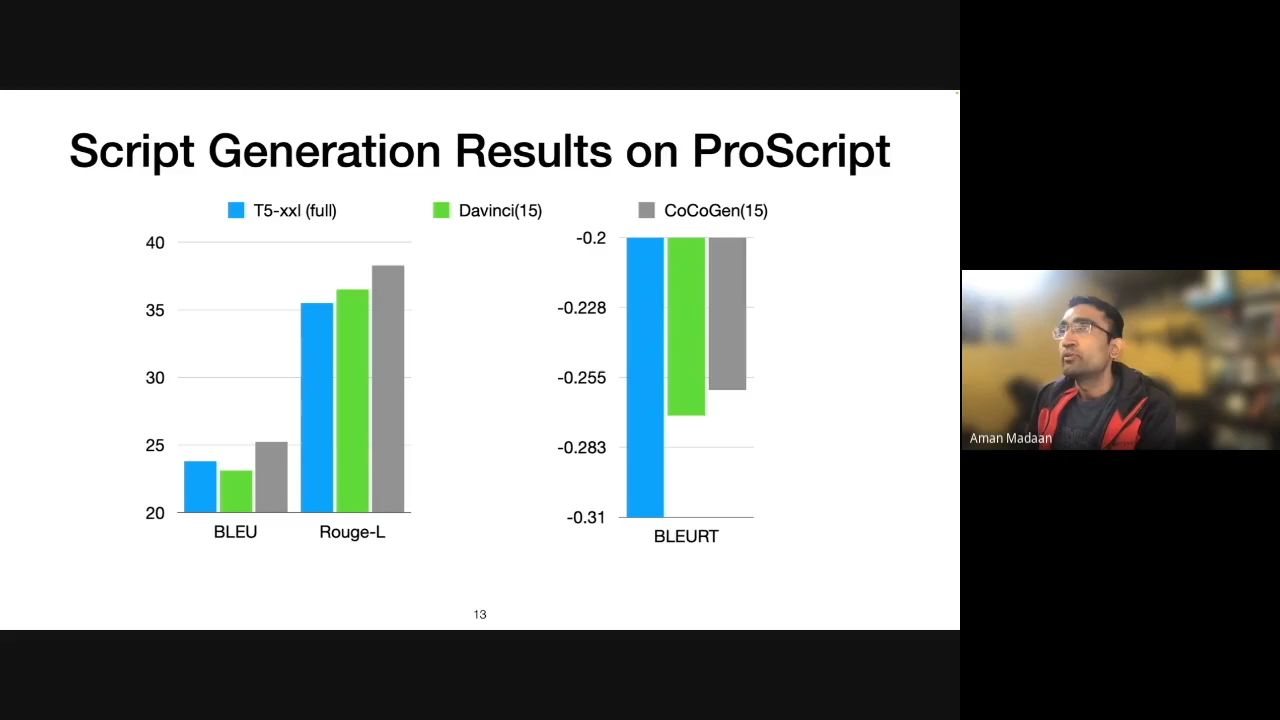 Script Generation Results on ProScript
T5-xxl (full)
Davinci(15)
CoCoGen(15)
40
35
30
25
20
BLEU
Rouge-L
-0.2
-0.228
-0.255
-0.283
-0.31
BLEURT
13
Aman Madaan